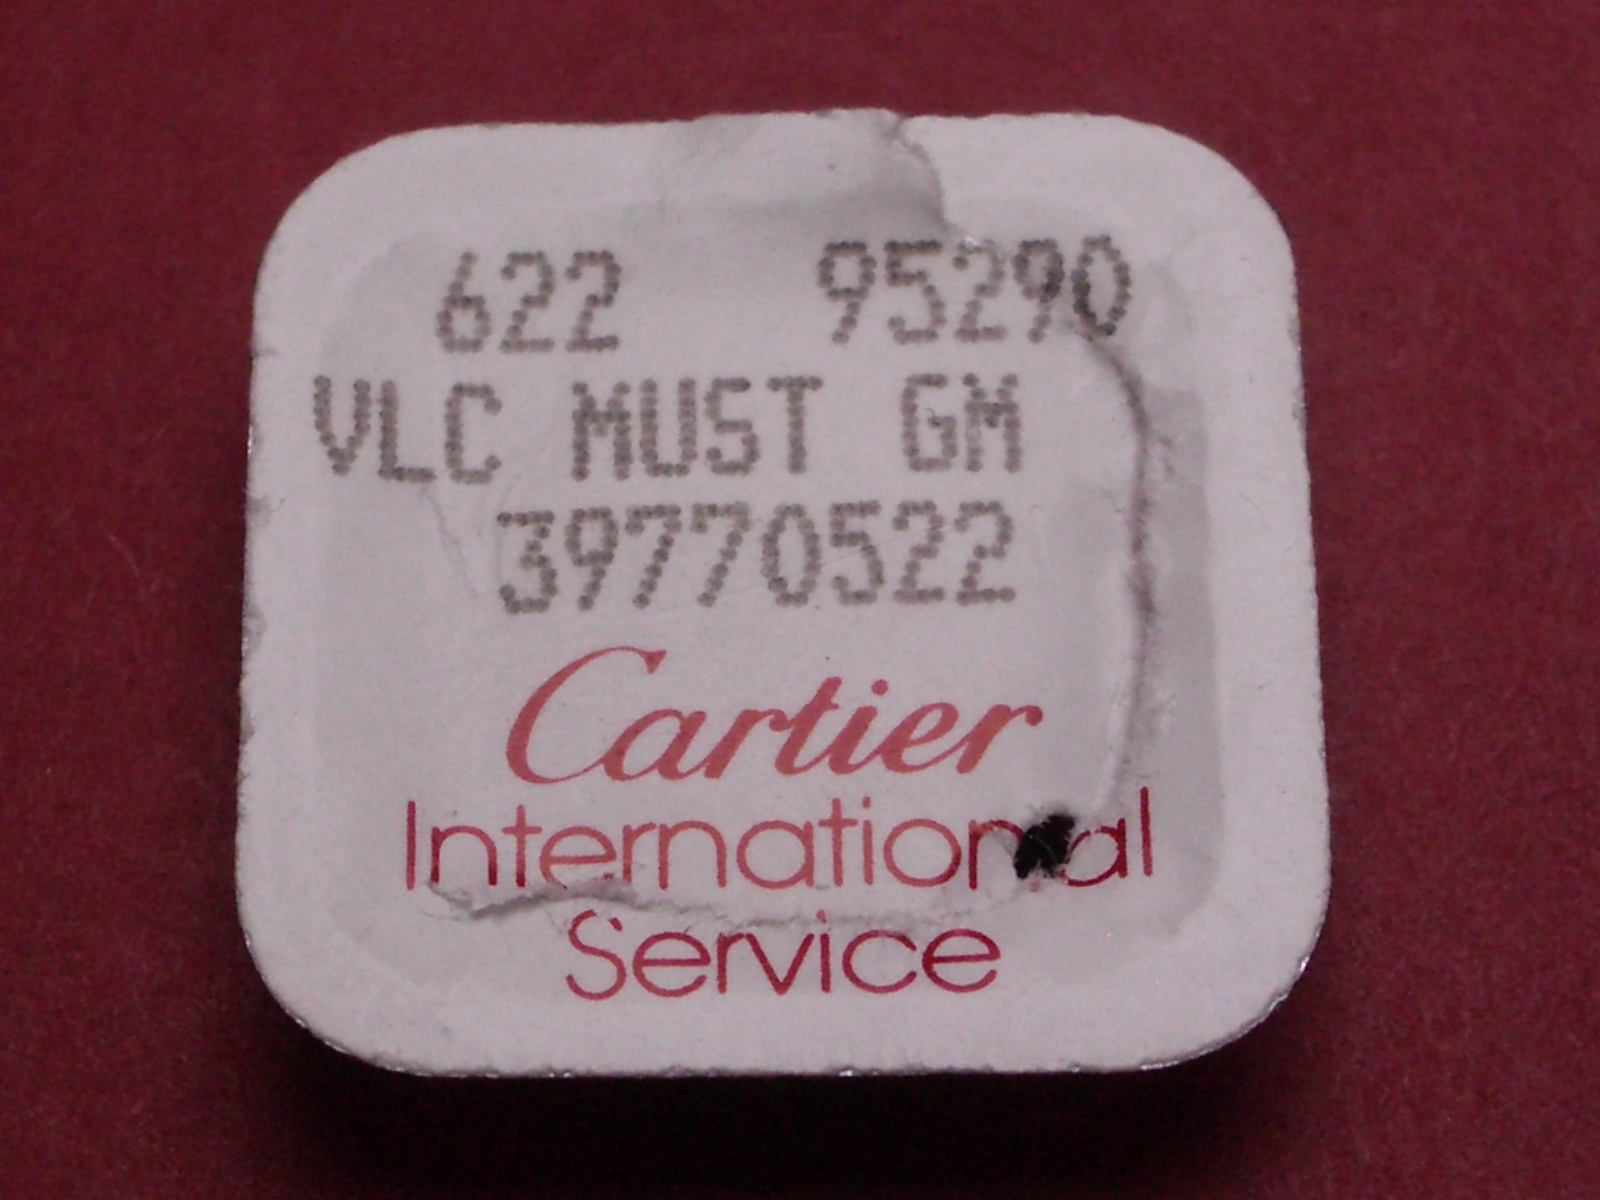 622 95290
VLC MUST GM
39770522
Cartier
International
Service